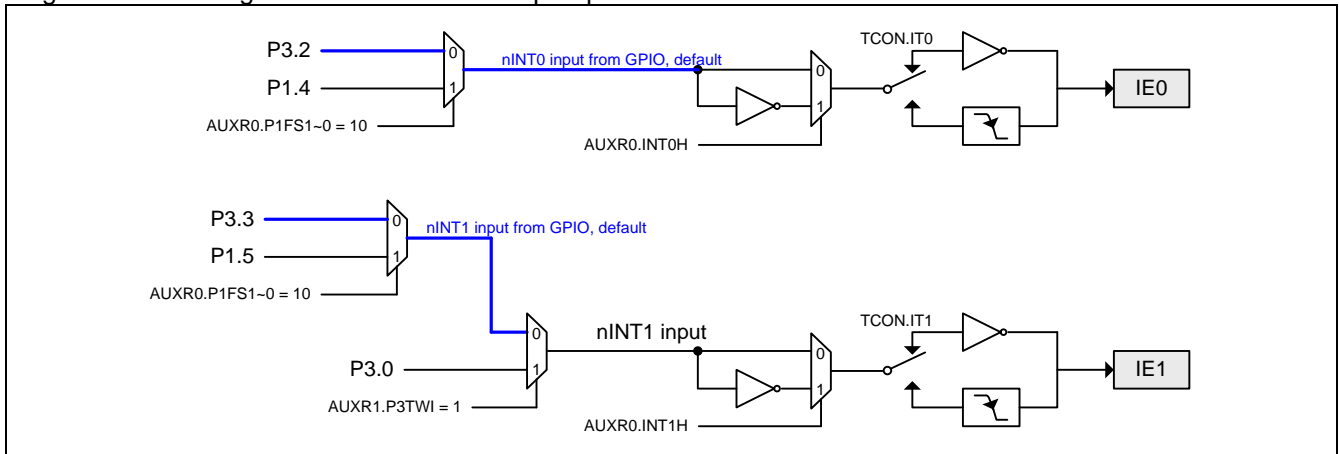 P3.2
P1.4
AUXR0.P1FS1~0 = 10
0
1
nINT0 input from GPIO, default
AUXR0.INT0H
0
1
TCON.IT0
IE0
P3.3
P1.5
AUXR0.P1FS1~0 = 10
0
1
nINT1 input from GPIO, default
P3.0
AUXR1.P3TWI = 1
0
1
nINT1 input
AUXR0.INT1H
0
1
TCON.IT1
IE1